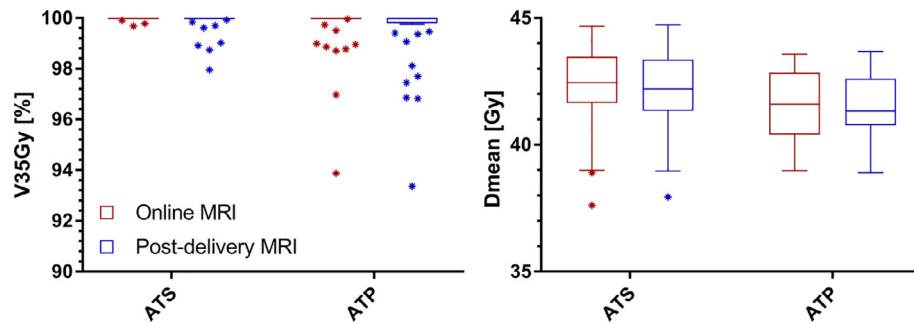 V35Gy [%]
100
98
96
94
92
90
Online MRI
Post-delivery MRI
ATS
ATP
Dmean [Gy]
45
40
35
ATS
ATP